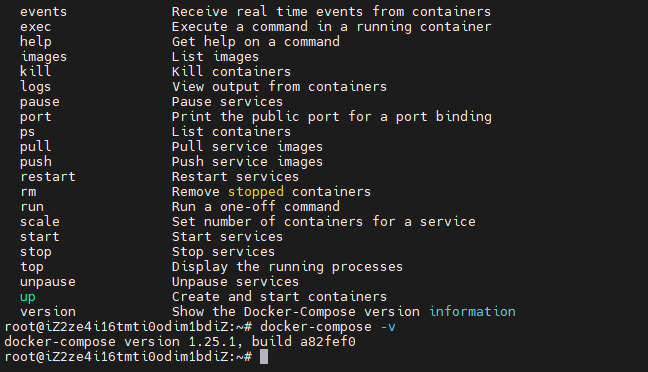 events Receive real time events from containers
exec Execute a command in a running container
help Get help on a command
images List images
kill Kill containers
logs View output from containers
pause Pause services
port Print the public port for a port binding
ps List containers
pull Pull service images
push Push service images
restart Restart services
rm Remove stopped containers
run Run a one-off command
scale Set number of containers for a service
start Start services
stop Stop services
top Display the running processes
unpause Unpause services
up Create and start containers
version Show the Docker-Compose version information
root@iZ2ze4i16tmti0odim1bdiZ:~# docker-compose -v
docker-compose version 1.25.1, build a82fef0
root@iZ2ze4i16tmti0odim1bdiZ:~#